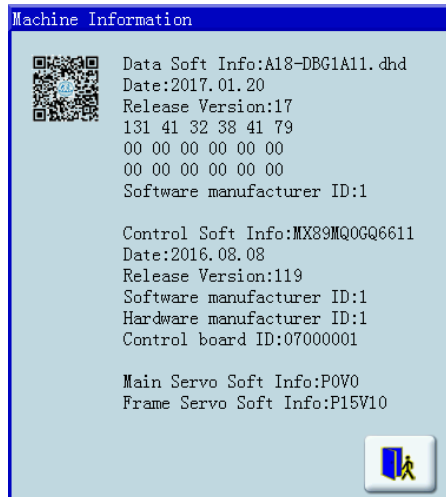 Machine Information
Data Soft Info:A18-DBG1A11.dhd
Date:2017.01.20
Release Version:17
131 41 32 38 41 79
00 00 00 00 00 00
00 00 00 00 00 00
Software manufacturer ID:1
Control Soft Info:MX89MQ0GQ6611
Date:2016.08.08
Release Version:119
Software manufacturer ID:1
Hardware manufacturer ID:1
Control board ID:07000001
Main Servo Soft Info:P0V0
Frame Servo Soft Info:P15V10